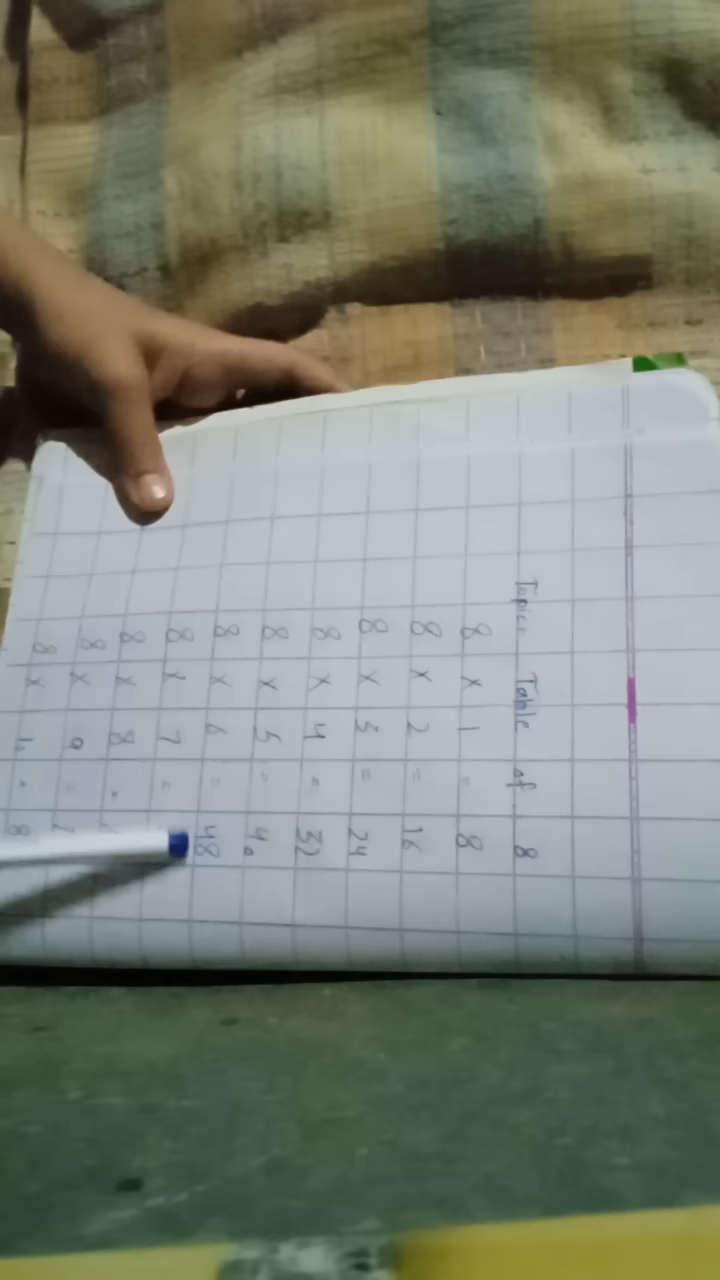 Topic: Table of 8
8 x 1 = 8
8 x 2 = 16
8 x 3 = 24
8 x 4 = 32
8 x 5 = 40
8 x 6 = 48
8 x 7 =
8 x 8 =
8 x 9 =
8 x 10 = 8